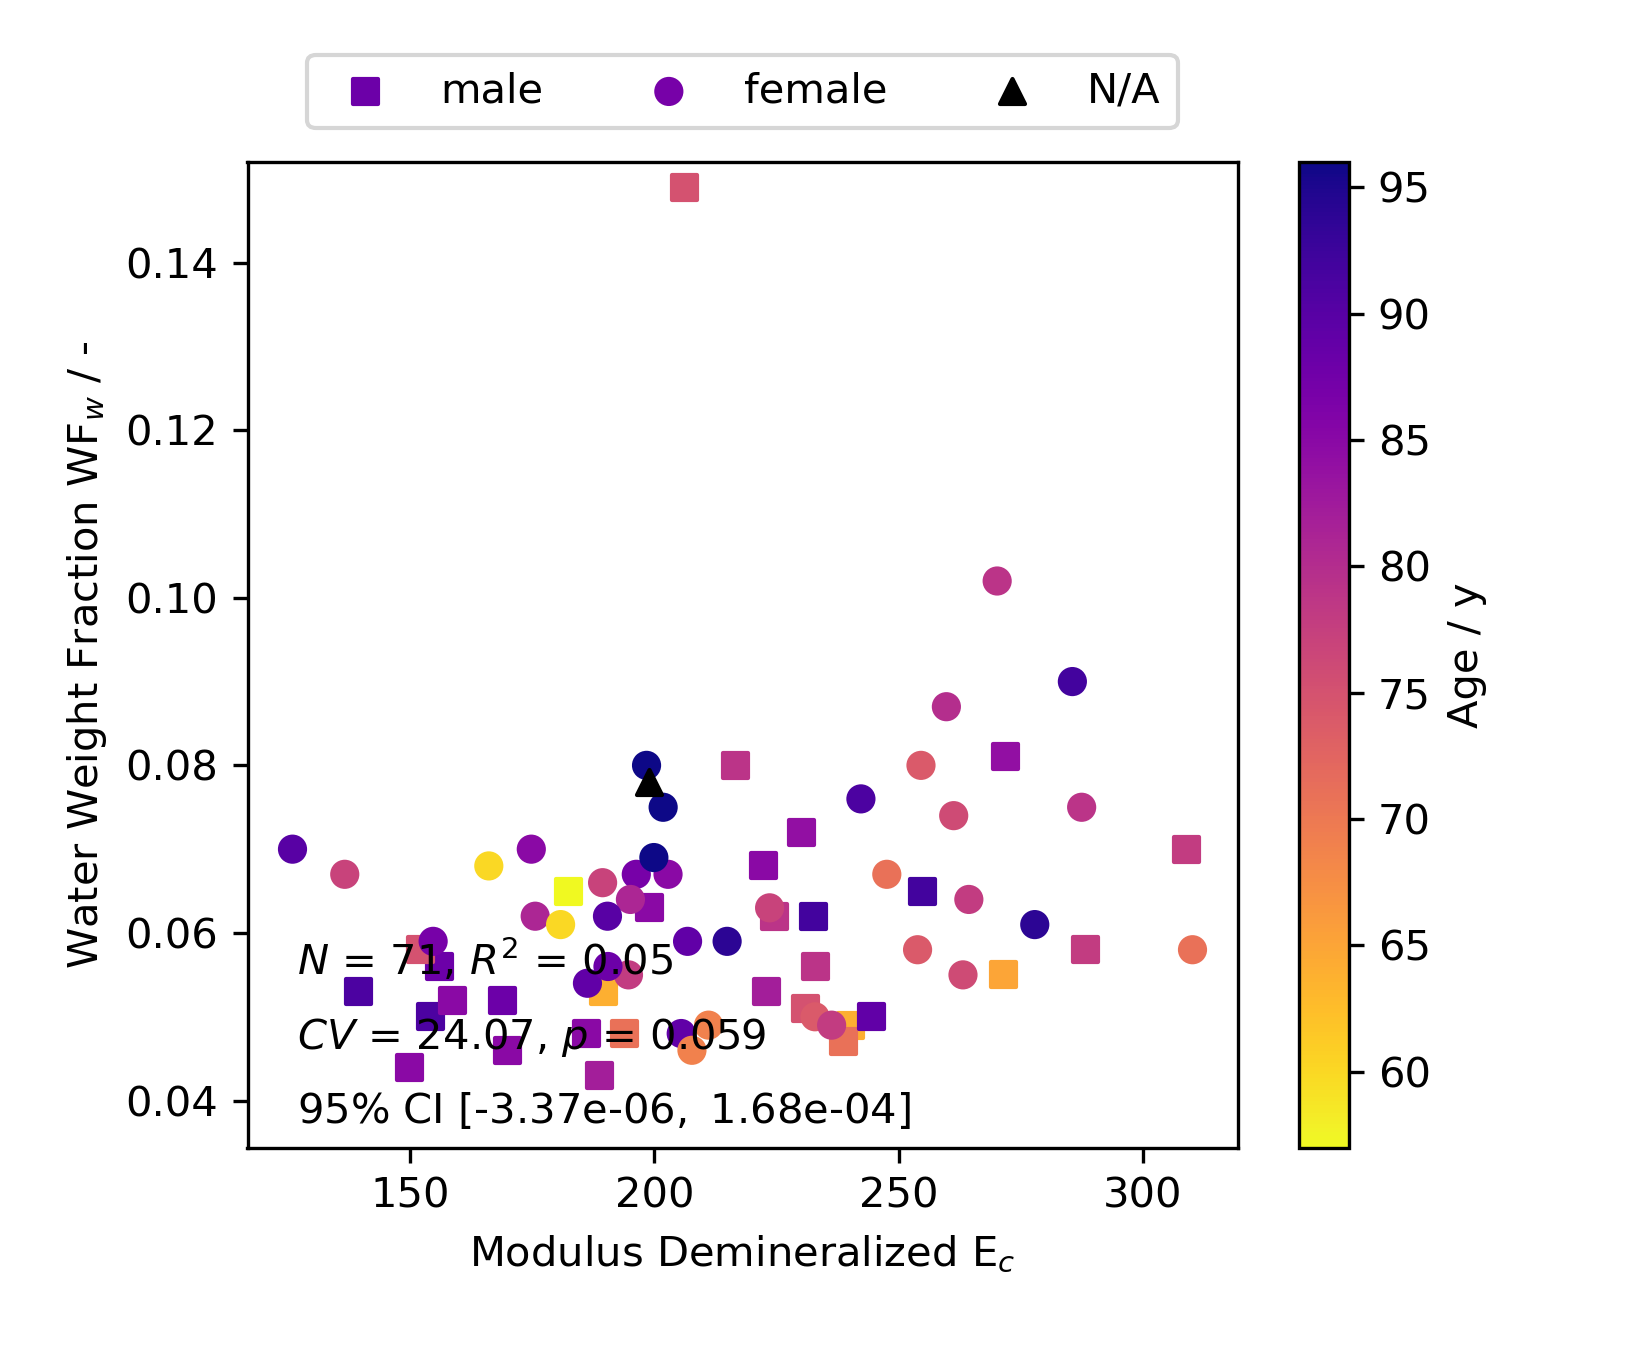 male female N/A
0.14
0.12
0.10
0.08
0.06
0.04
Water Weight Fraction WF_w / -
N = 71, R² = 0.05
CV = 24.07, p = 0.059
95% CI [-3.37e-06, 1.68e-04]
150 200 250 300
Modulus Demineralized E_c
95
90
85
80
75
70
65
60
Age / y